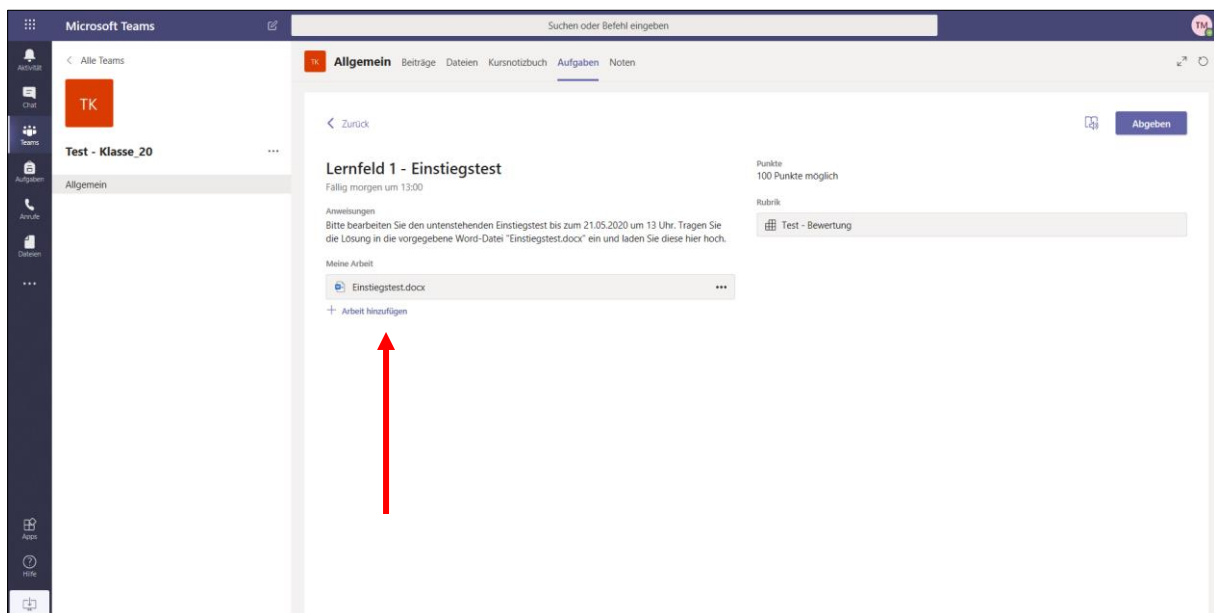 Microsoft Teams
Suchen oder Befehl eingeben
TM
Aktivität
Chat
Teams
Aufgaben
Anrufe
Dateien
Apps
Hilfe
Alle Teams
TK
Test - Klasse_20
Allgemein
TK Allgemein Beiträge Dateien Kursnotizbuch Aufgaben Noten
Zurück
Abgeben
Lernfeld 1 - Einstiegstest
Fällig morgen um 13:00
Anweisungen
Bitte bearbeiten Sie den untenstehenden Einstiegstest bis zum 21.05.2020 um 13 Uhr. Tragen Sie
die Lösung in die vorgegebene Word-Datei "Einstiegstest.docx" ein und laden Sie diese hier hoch.
Meine Arbeit
Einstiegstest.docx
Arbeit hinzufügen
Punkte
100 Punkte möglich
Rubrik
Test - Bewertung